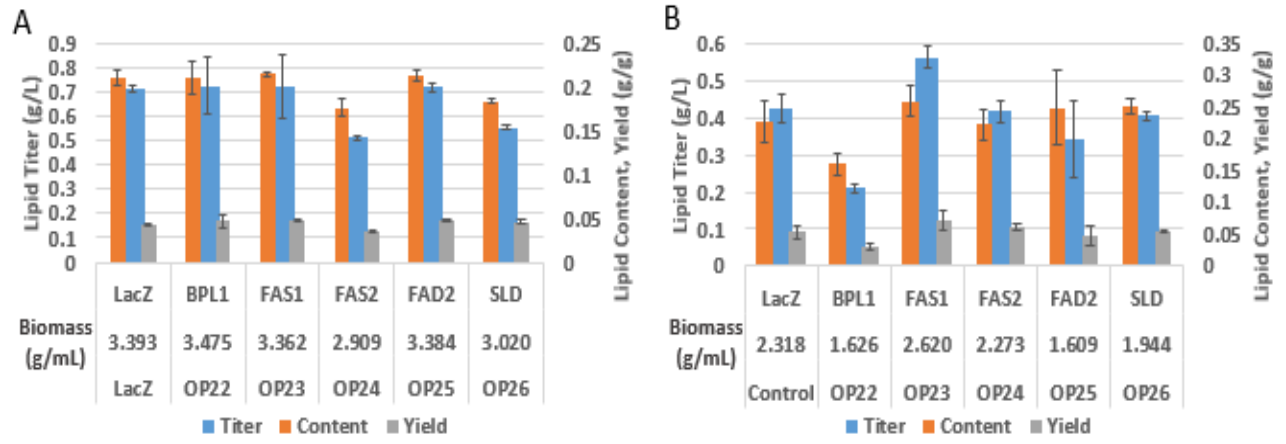 A
Lipid Titer (g/L)
0.9
0.8
0.7
0.6
0.5
0.4
0.3
0.2
0.1
0
0.25
0.2
0.15
0.1
0.05
0
Lipid Content, Yield (g/g)
LacZ BPL1 FAS1 FAS2 FAD2 SLD
Biomass
(g/mL)
3.393 3.475 3.362 2.909 3.384 3.020
LacZ OP22 OP23 OP24 OP25 OP26
Titer Content Yield
B
Lipid Titer (g/L)
0.6
0.5
0.4
0.3
0.2
0.1
0
0.35
0.3
0.25
0.2
0.15
0.1
0.05
0
Lipid Content, Yield (g/g)
LacZ BPL1 FAS1 FAS2 FAD2 SLD
Biomass
(g/mL)
2.318 1.626 2.620 2.273 1.609 1.944
Control OP22 OP23 OP24 OP25 OP26
Titer Content Yield